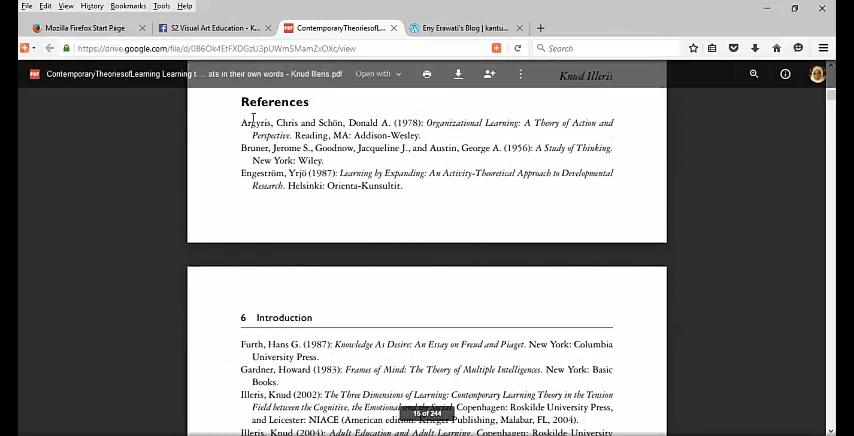 File Edit View History Bookmarks Tools Help
Mozilla Firefox Start Page
S2 Visual Art Education - K...
ContemporaryTheoriesofL...
Eny Erawati's Blog | kantu...
https://drive.google.com/file/d/0B6Ok4EtFXDGzU3pUWm5MamZxOXc/view
Search
ContemporaryTheoriesofLearning Learning t ... sts in their own words - Knud Illeris.pdf
Open with
Knud Illeris
References
Argyris, Chris and Schön, Donald A. (1978): Organizational Learning: A Theory of Action and
Perspective. Reading, MA: Addison-Wesley.
Bruner, Jerome S., Goodnow, Jacqueline J., and Austin, George A. (1956): A Study of Thinking.
New York: Wiley.
Engeström, Yrjö (1987): Learning by Expanding: An Activity-Theoretical Approach to Developmental
Research. Helsinki: Orienta-Kunsultit.
6 Introduction
Furth, Hans G. (1987): Knowledge As Desire: An Essay on Freud and Piaget. New York: Columbia
University Press.
Gardner, Howard (1983): Frames of Mind: The Theory of Multiple Intelligences. New York: Basic
Books.
Illeris, Knud (2002): The Three Dimensions of Learning: Contemporary Learning Theory in the Tension
Field between the Cognitive, the Emotional and the Social. Copenhagen: Roskilde University Press,
and Leicester: NIACE (American edition: Krieger Publishing, Malabar, FL, 2004).
15 of 244
Illeris, Knud (2004): Adult Education and Adult Learning. Copenhagen: Roskilde University